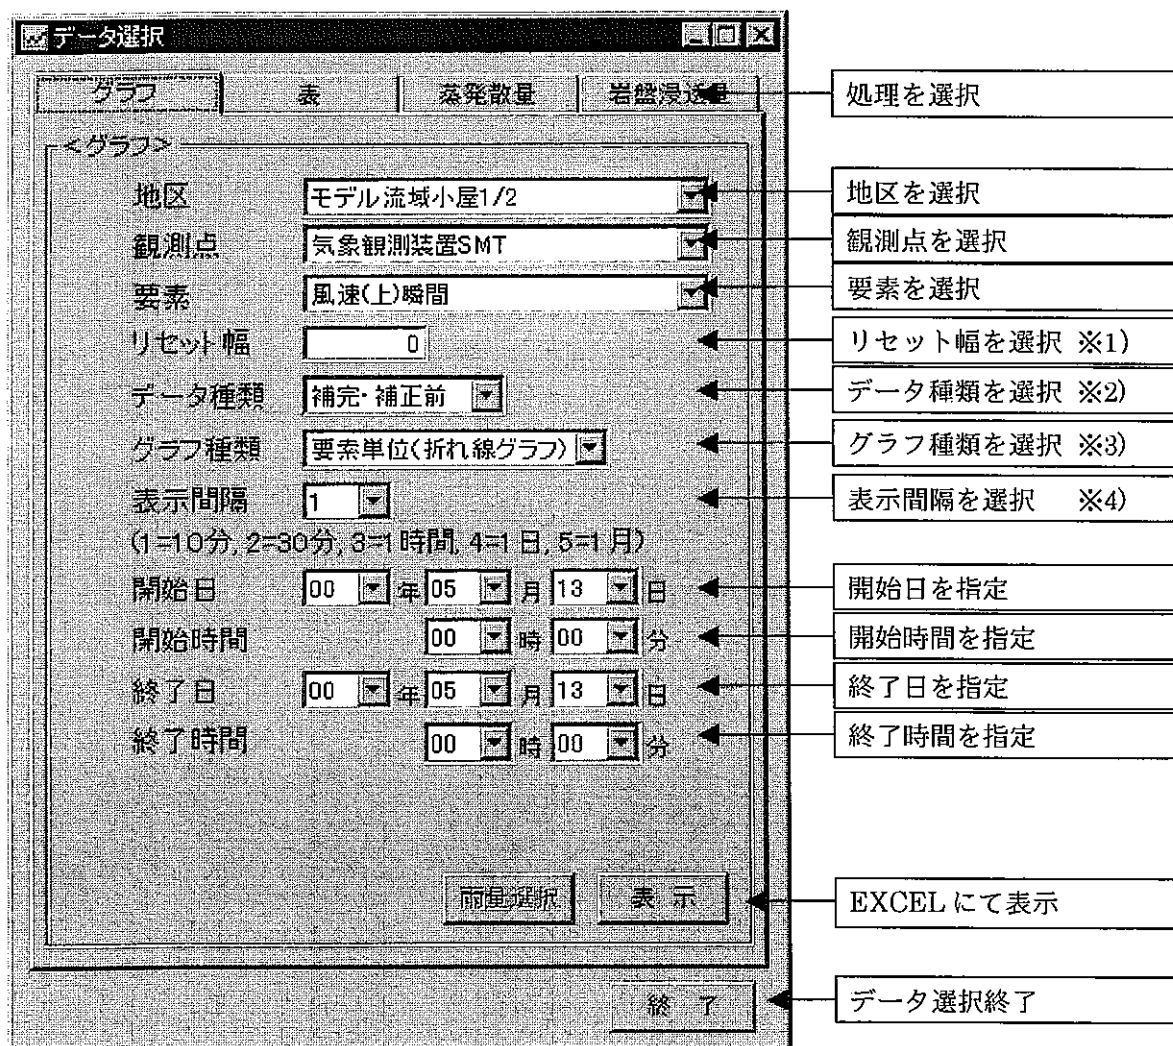 データ選択
グラフ 表 蒸発散量 岩盤浸透量 処理を選択
<グラフ>
地区 モデル流域小屋1/2 地区を選択
観測点 気象観測装置SMT 観測点を選択
要素 風速(上)瞬間 要素を選択
リセット幅 0 リセット幅を選択 ※1)
データ種類 補完・補正前 データ種類を選択 ※2)
グラフ種類 要素単位(折れ線グラフ) グラフ種類を選択 ※3)
表示間隔 1 表示間隔を選択 ※4)
(1=10分, 2=30分, 3=1時間, 4=1日, 5=1月)
開始日 00 年 05 月 13 日 開始日を指定
開始時間 00 時 00 分 開始時間を指定
終了日 00 年 05 月 13 日 終了日を指定
終了時間 00 時 00 分 終了時間を指定
雨量選択 表 示 EXCELにて表示
終 了 データ選択終了